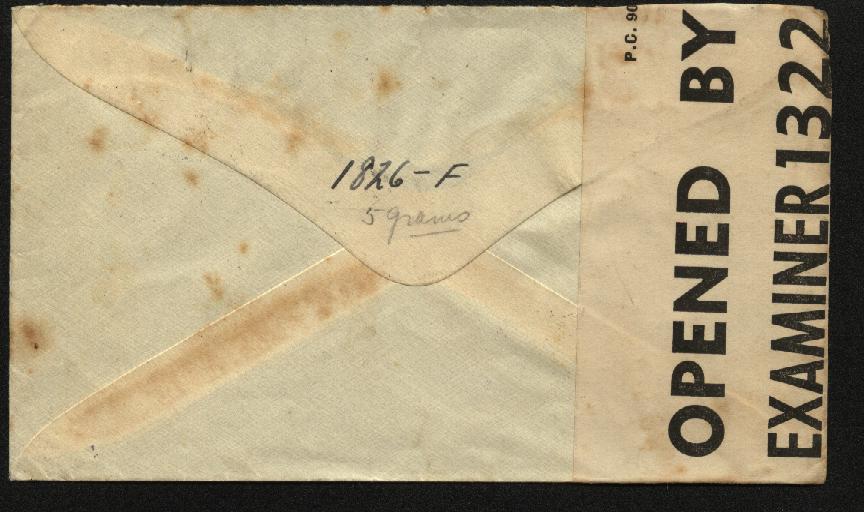 1826-F
5 grams
P.C. 90
OPENED BY
EXAMINER 1322